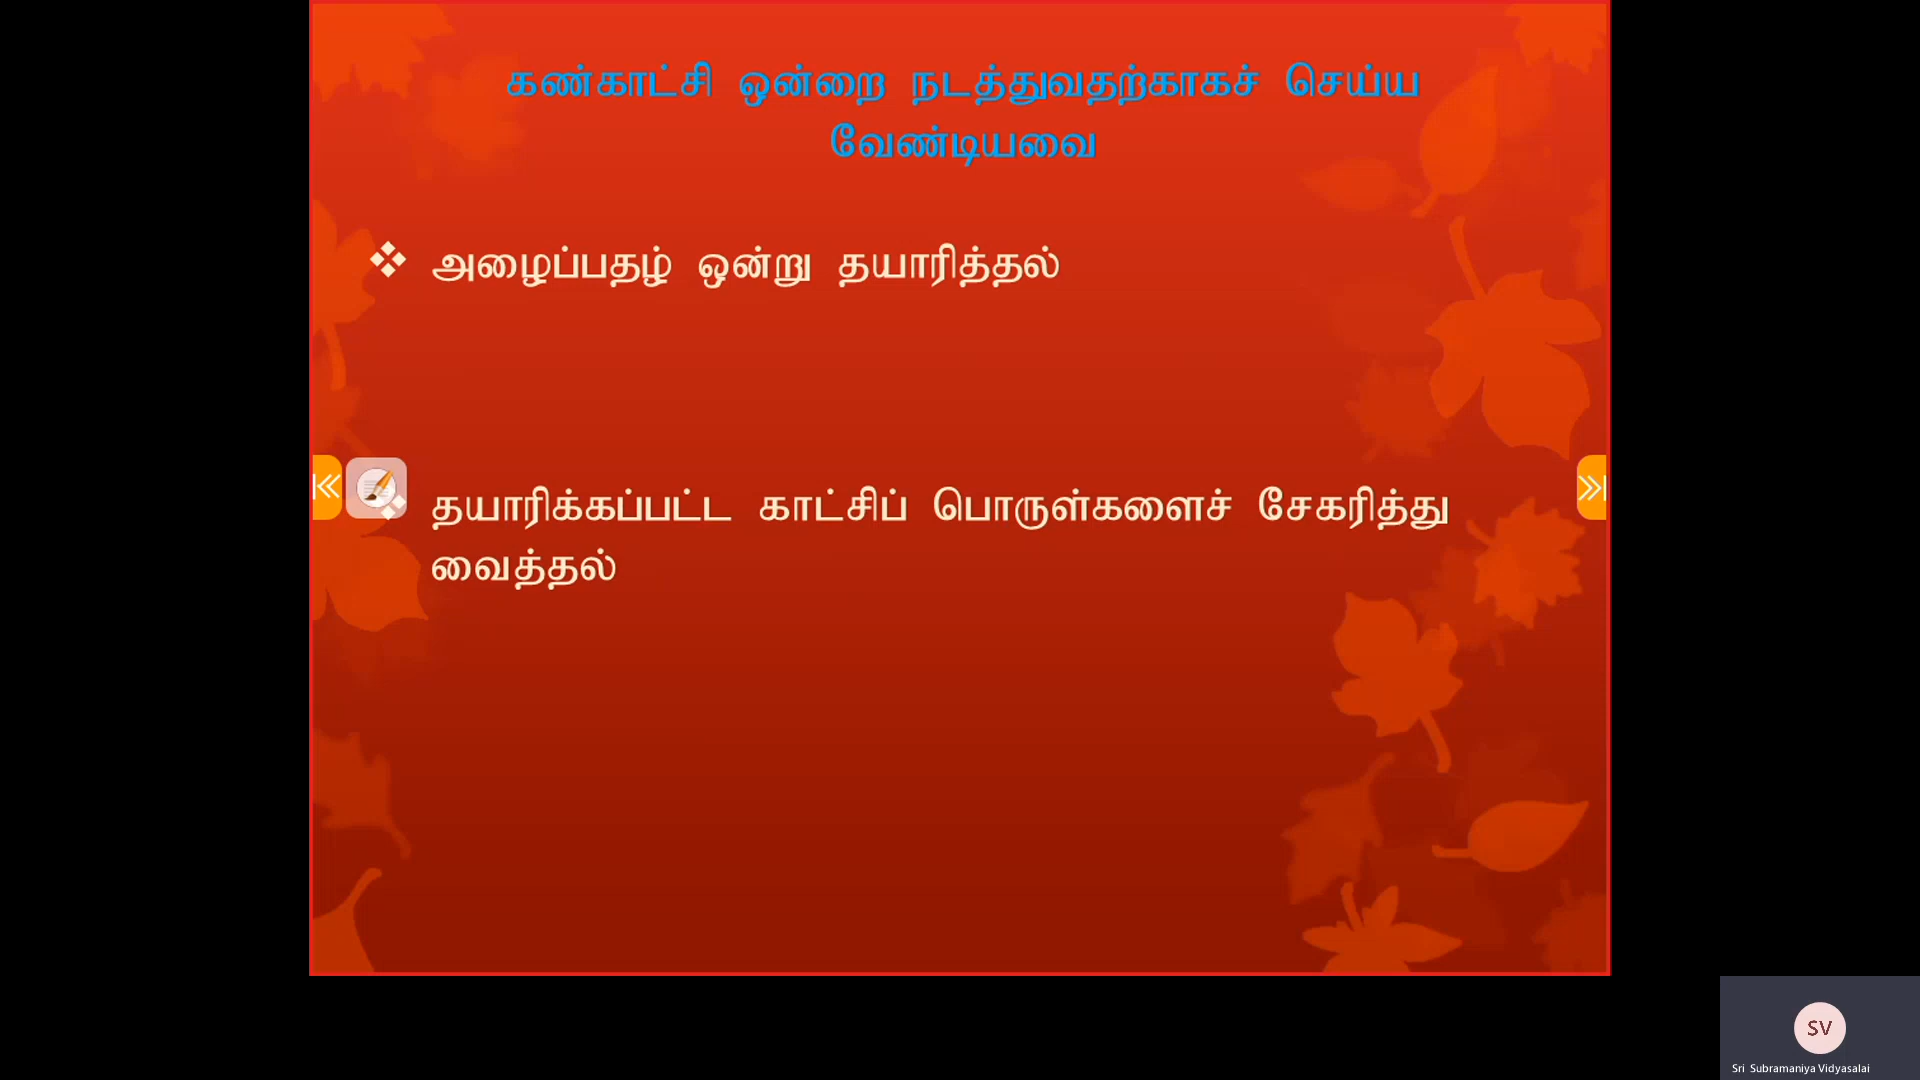 கண்காட்சி ஒன்றை நடத்துவதற்காகச் செய்ய
வேண்டியவை
அழைப்பதழ் ஒன்று தயாரித்தல்
தயாரிக்கப்பட்ட காட்சிப் பொருள்களைச் சேகரித்து
வைத்தல்
SV
Sri Subramaniya Vidyasalai